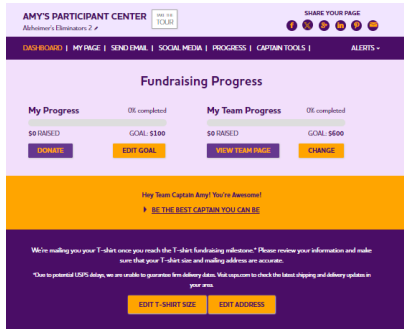 AMY'S PARTICIPANT CENTER
Alzheimer's Eliminators 2
TOUR
SHARE YOUR PAGE
DASHBOARD | MY PAGE | SEND EMAIL | SOCIAL MEDIA | PROGRESS | CAPTAIN TOOLS | ALERTS
Fundraising Progress
My Progress 0% completed
$0 RAISED GOAL: $100
DONATE EDIT GOAL
My Team Progress 0% completed
$0 RAISED GOAL: $600
VIEW TEAM PAGE CHANGE
Hey Team Captain Amy! You're Awesome!
BE THE BEST CAPTAIN YOU CAN BE
We're mailing you your T-shirt once you reach the T-shirt fundraising milestone.* Please review your information and make
sure that your T-shirt size and mailing address are accurate.
*Due to potential USPS delays, we are unable to guarantee firm delivery dates. Visit usps.com to check the latest shipping and delivery updates in
your area.
EDIT T-SHIRT SIZE EDIT ADDRESS